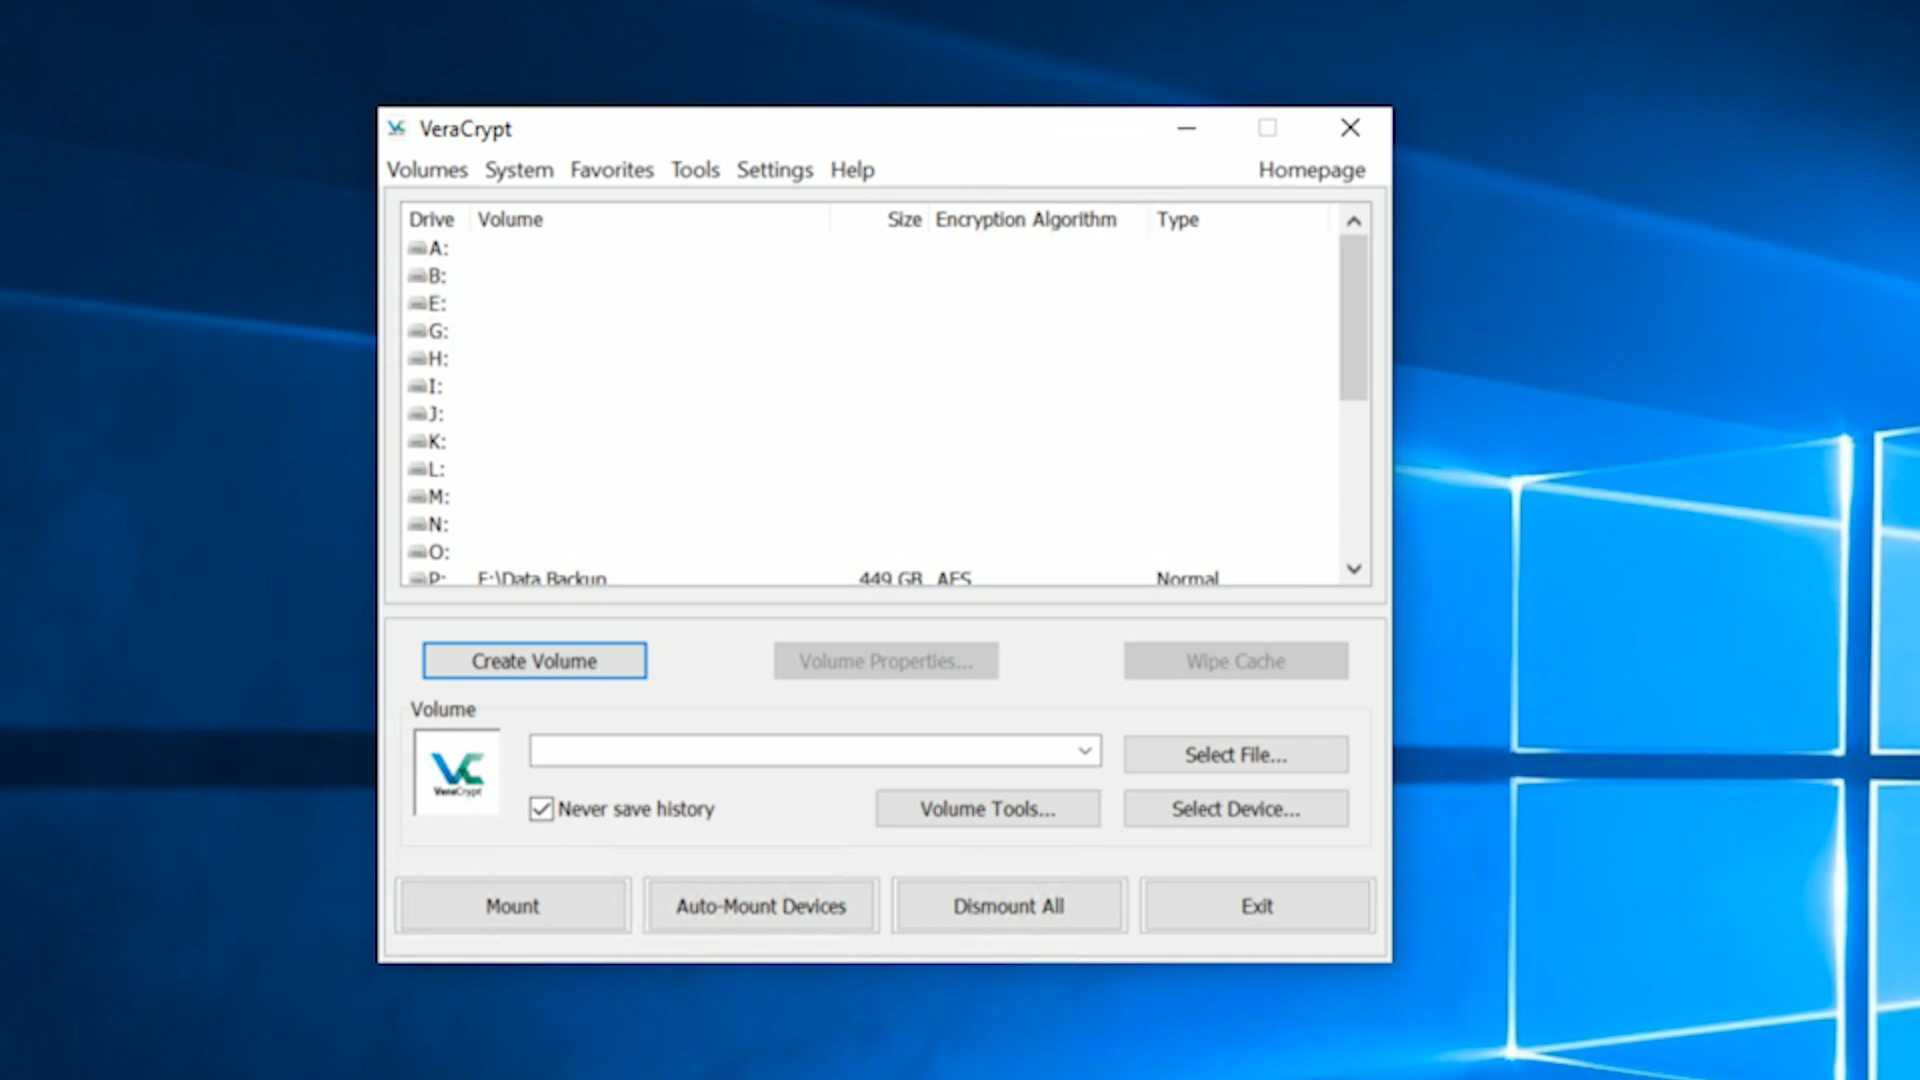 VeraCrypt
Volumes System Favorites Tools Settings Help Homepage
Drive Volume Size Encryption Algorithm Type
A:
B:
E:
G:
H:
I:
J:
K:
L:
M:
N:
O:
P: F:\Data Backup 449 GB AES Normal
Create Volume Volume Properties... Wipe Cache
Volume
VeraCrypt
Select File...
Never save history Volume Tools... Select Device...
Mount Auto-Mount Devices Dismount All Exit